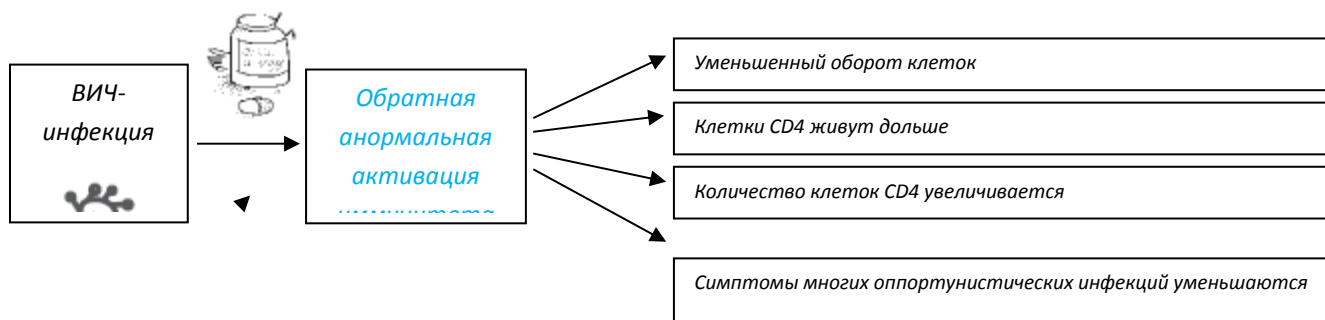 ВИЧ-
инфекция
Обратная
анормальная
активация
Уменьшенный оборот клеток
Клетки CD4 живут дольше
Количество клеток CD4 увеличивается
Симптомы многих оппортунистических инфекций уменьшаются